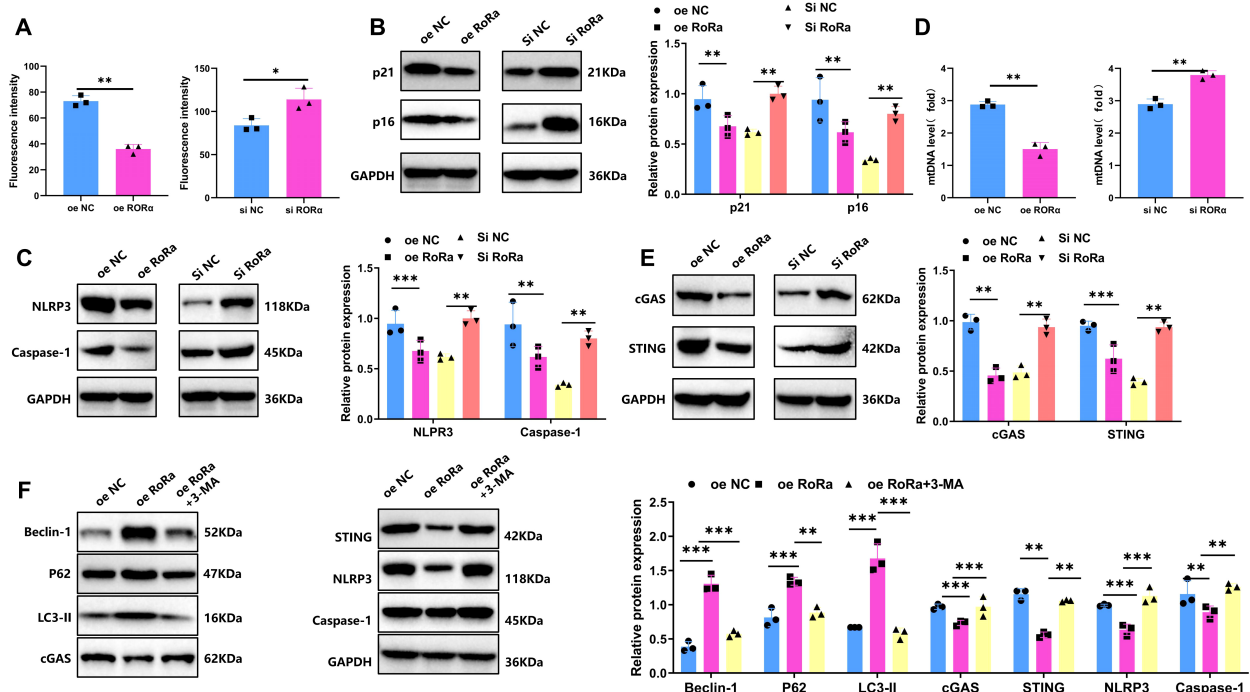 A
Fluorescence intensity
100
80
60
40
20
0
**
oe NC
oe RORα
Fluorescence intensity
150
100
50
0
*
si NC
si RORα
B
oe NC
oe RoRa
Si NC
Si RoRa
p21
21KDa
p16
16KDa
GAPDH
36KDa
oe NC
Si NC
oe RoRa
Si RoRa
Relative protein expression
1.5
1.0
0.5
0.0
**
**
**
**
p21
p16
D
mtDNA level( fold)
4
3
2
1
0
**
oe NC
oe RORα
mtDNA level( fold)
4
3
2
1
0
**
si NC
si RORα
C
oe NC
oe RoRa
Si NC
Si RoRa
NLRP3
118KDa
Caspase-1
45KDa
GAPDH
36KDa
oe NC
Si NC
oe RoRa
Si RoRa
Relative protein expression
1.5
1.0
0.5
0.0
***
**
**
**
NLPR3
Caspase-1
E
oe NC
oe RoRa
Si NC
Si RoRa
cGAS
62KDa
STING
42KDa
GAPDH
36KDa
oe NC
Si NC
oe RoRa
Si RoRa
Relative protein expression
1.5
1.0
0.5
0.0
**
**
***
**
cGAS
STING
F
oe NC
oe RoRa
oe RoRa
+3-MA
Beclin-1
52KDa
P62
47KDa
LC3-II
16KDa
cGAS
62KDa
oe NC
oe RoRa
oe RoRa
+3-MA
STING
42KDa
NLRP3
118KDa
Caspase-1
45KDa
GAPDH
36KDa
oe NC
oe RoRa
oe RoRa+3-MA
Relative protein expression
2.5
2.0
1.5
1.0
0.5
0.0
***
***
***
**
***
***
***
***
**
**
***
***
**
**
Beclin-1
P62
LC3-II
cGAS
STING
NLRP3
Caspase-1